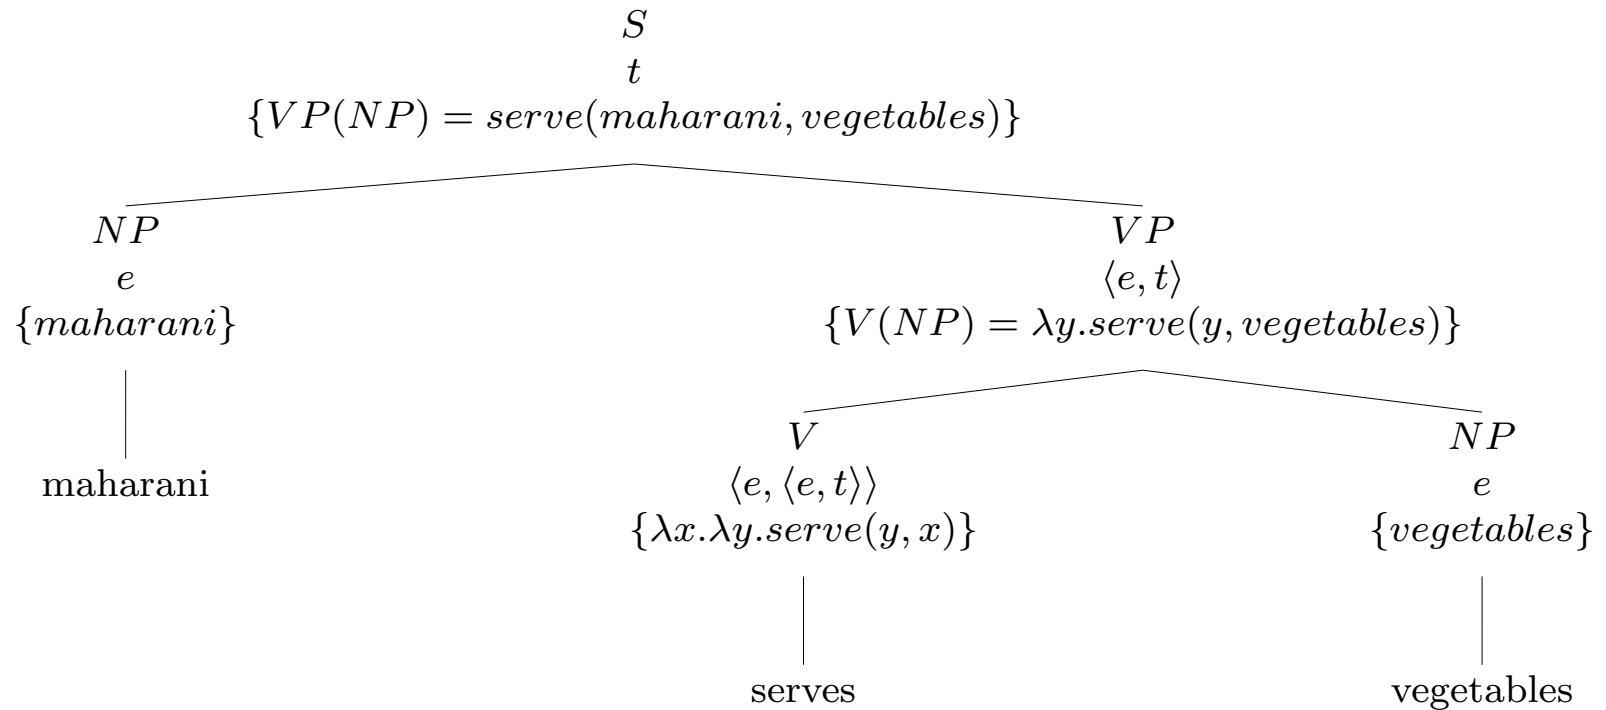 S
t
{VP(NP) = serve(maharani, vegetables)}
NP
e
{maharani}
VP
⟨e, t⟩
{V(NP) = λy.serve(y, vegetables)}
maharani
V
⟨e, ⟨e, t⟩⟩
{λx.λy.serve(y, x)}
NP
e
{vegetables}
serves
vegetables